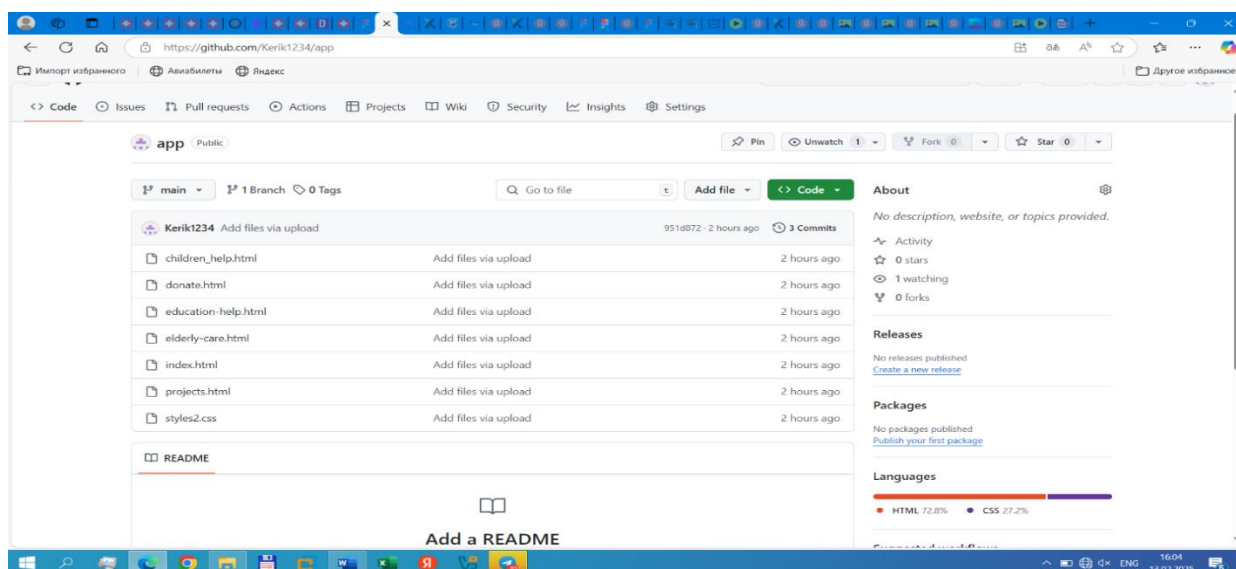 https://github.com/Kerik1234/app
Импорт избранного Авиабилеты Яндекс Другое избранное
Code Issues Pull requests Actions Projects Wiki Security Insights Settings
app Public Pin Unwatch 1 Fork 0 Star 0
main 1 Branch 0 Tags Go to file t Add file Code
About
No description, website, or topics provided.
Kerik1234 Add files via upload 951d872 · 2 hours ago 3 Commits
children_help.html Add files via upload 2 hours ago
donate.html Add files via upload 2 hours ago
education-help.html Add files via upload 2 hours ago
elderly-care.html Add files via upload 2 hours ago
index.html Add files via upload 2 hours ago
projects.html Add files via upload 2 hours ago
styles2.css Add files via upload 2 hours ago
README
Add a README
Activity
0 stars
1 watching
0 forks
Releases
No releases published
Create a new release
Packages
No packages published
Publish your first package
Languages
HTML 72.8% CSS 27.2%
ENG 16:04